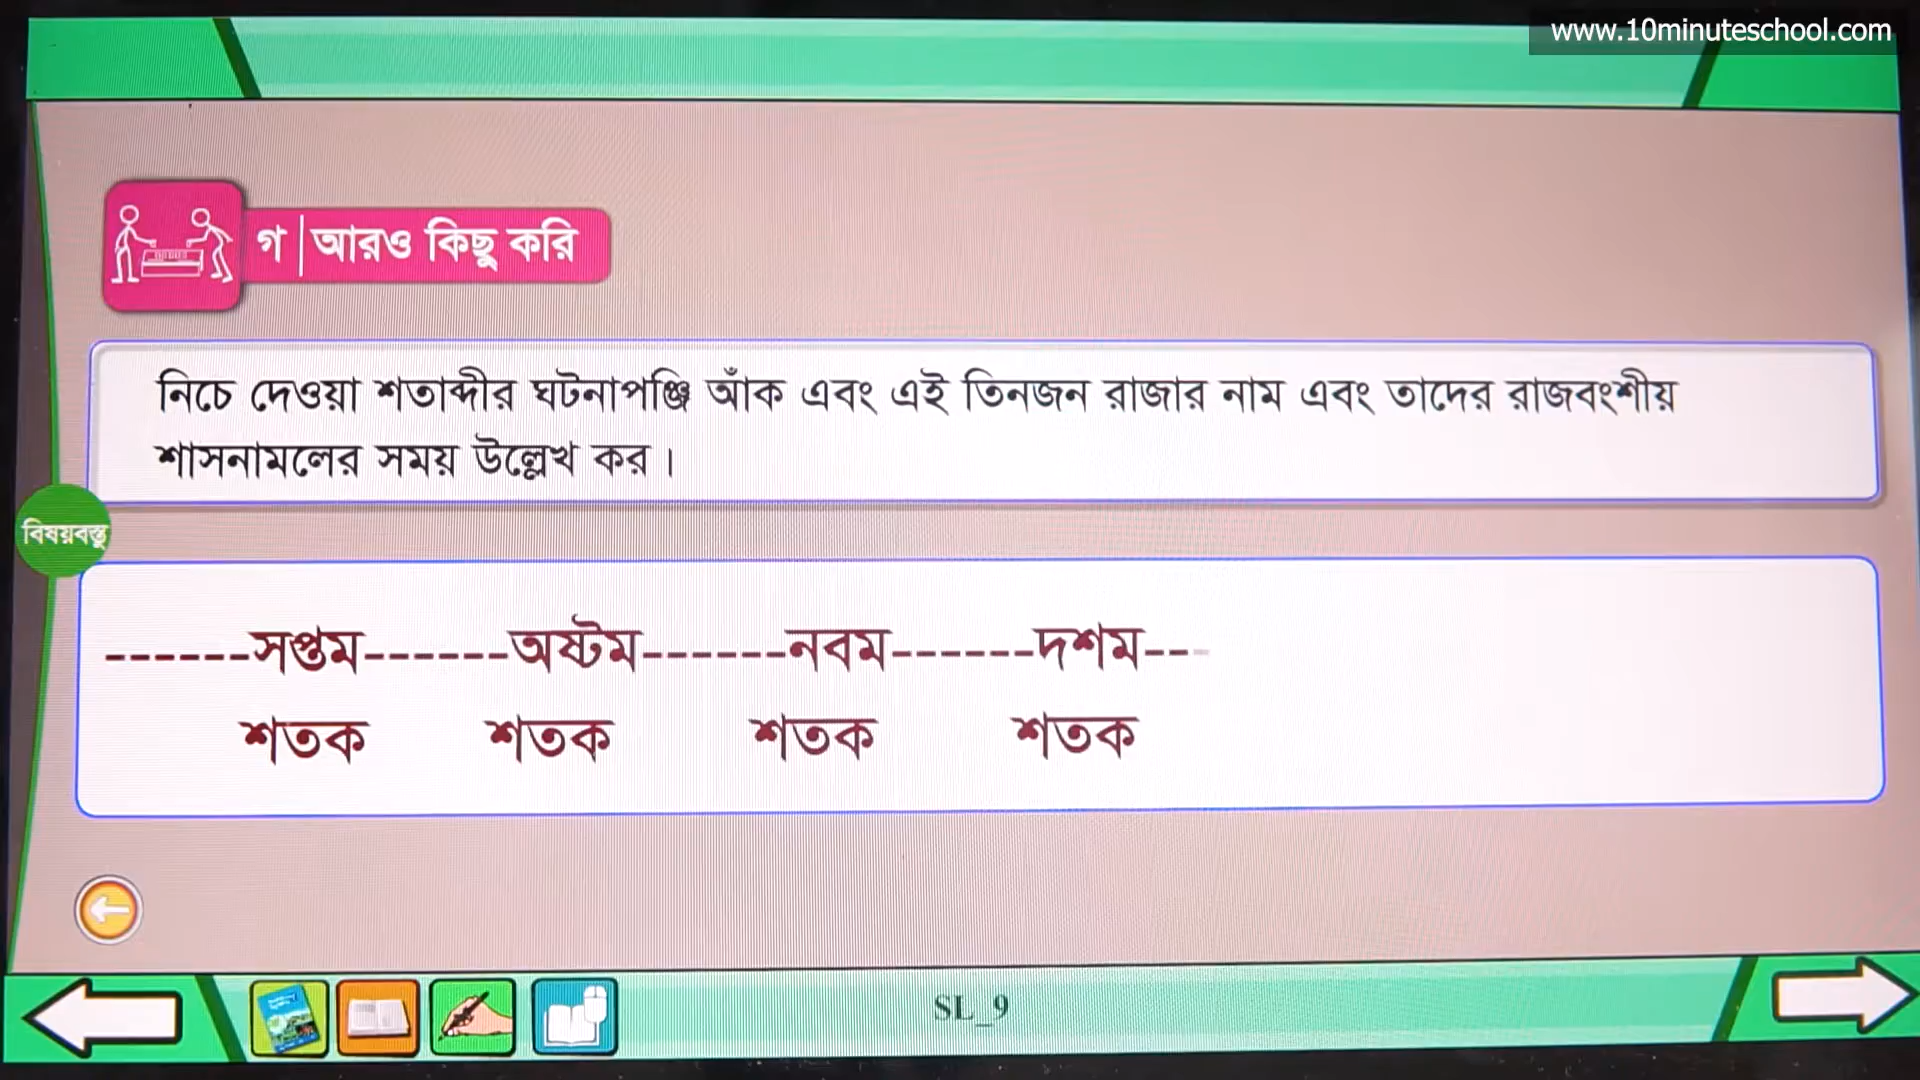 www.10minuteschool.com
গ | আরও কিছু করি
নিচে দেওয়া শতাব্দীর ঘটনাপঞ্জি আঁক এবং এই তিনজন রাজার নাম এবং তাদের রাজবংশীয়
শাসনামলের সময় উল্লেখ কর।
বিষয়বস্তু
------সপ্তম------অষ্টম------নবম------দশম---
শতক শতক শতক শতক
SL_9